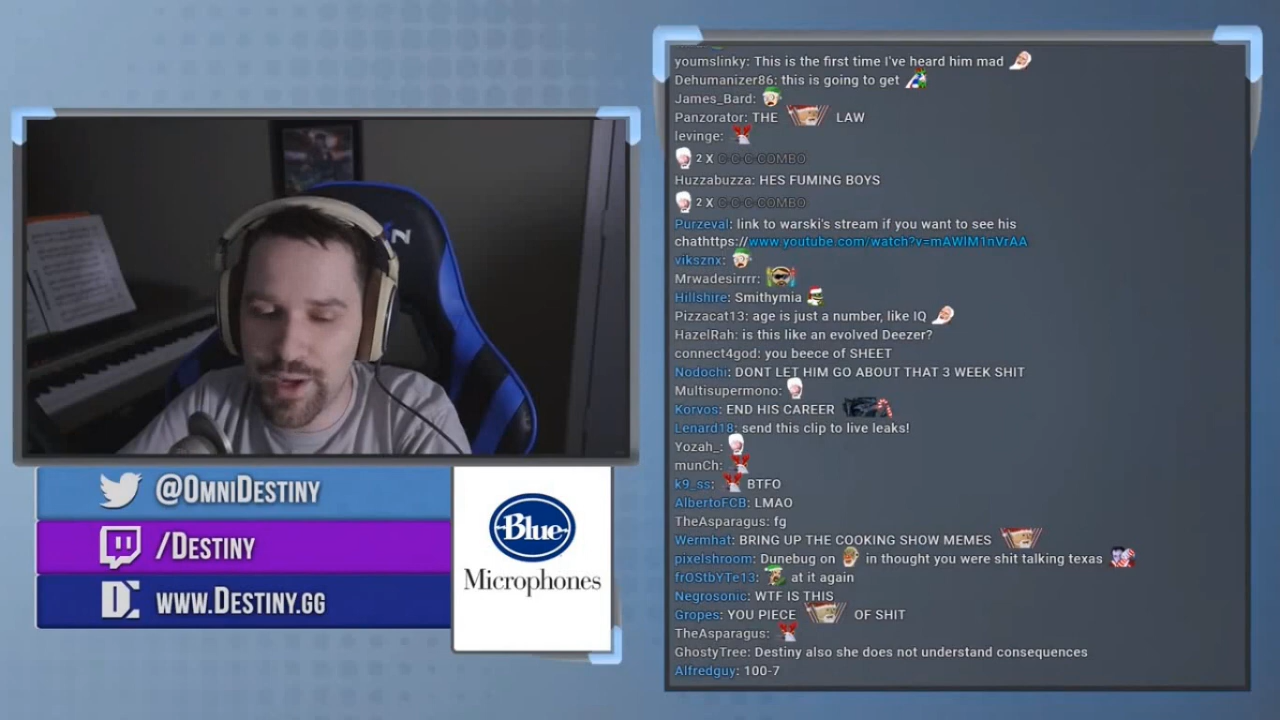 youmslinky: This is the first time I've heard him mad
Dehumanizer86: this is going to get
James_Bard:
Panzorator: THE LAW
levinge:
2 X C-C-C-COMBO
Huzzabuzza: HES FUMING BOYS
2 X C-C-C-COMBO
Purzeval: link to warski's stream if you want to see his
chathttps://www.youtube.com/watch?v=mAWlM1nVrAA
viksznx:
Mrwadesirrrr:
Hillshire: Smithymia
Pizzacat13: age is just a number, like IQ
HazelRah: is this like an evolved Deezer?
connect4god: you beece of SHEET
Nodochi: DONT LET HIM GO ABOUT THAT 3 WEEK SHIT
Multisupermono:
Korvos: END HIS CAREER
Lenard18: send this clip to live leaks!
Yozah_:
munCh:
k9_ss: BTFO
AlbertoFCB: LMAO
TheAsparagus: fg
Wermhat: BRING UP THE COOKING SHOW MEMES
pixelshroom: Dunebug on in thought you were shit talking texas
fr0StbYTe13: at it again
Negrosonic: WTF IS THIS
Gropes: YOU PIECE OF SHIT
TheAsparagus:
GhostyTree: Destiny also she does not understand consequences
Alfredguy: 100-7
N
@OmniDestiny
/Destiny
D
www.Destiny.gg
Blue
Microphones